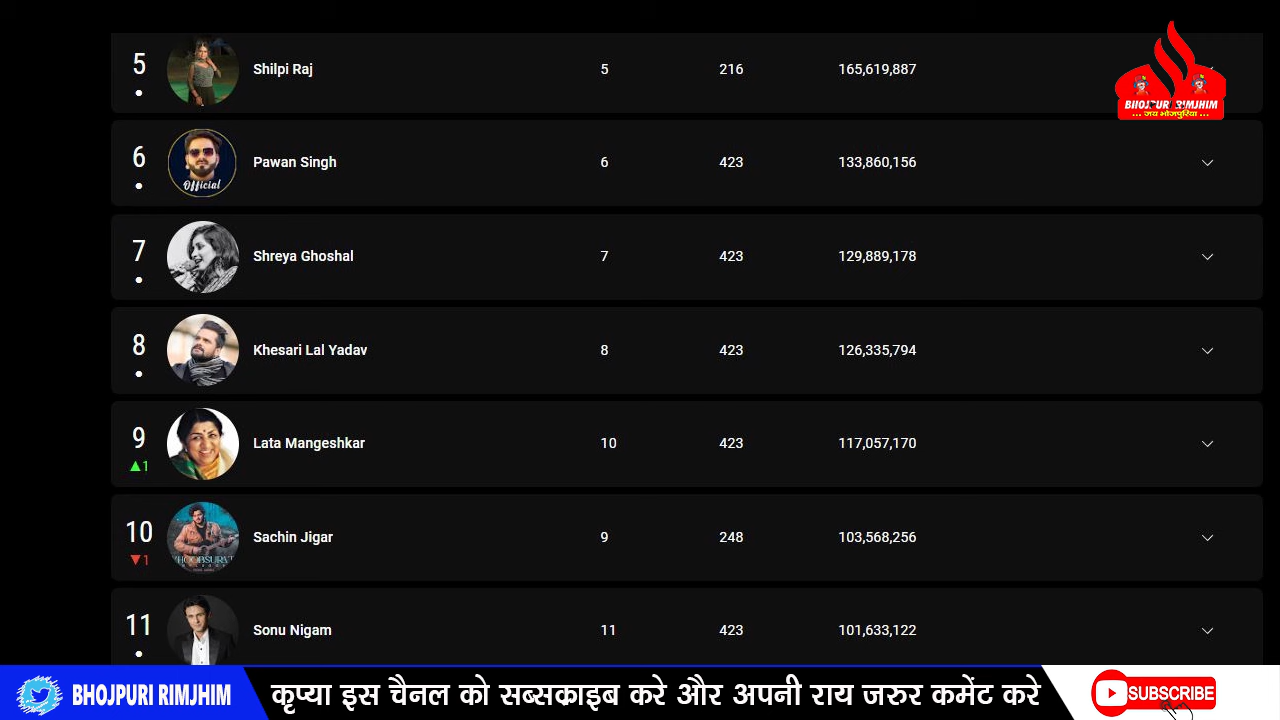 5 Shilpi Raj 5 216 165,619,887
BHOJPURI RIMJHIM
... जय भोजपुरिया ...
6 Pawan Singh 6 423 133,860,156
Official
7 Shreya Ghoshal 7 423 129,889,178
8 Khesari Lal Yadav 8 423 126,335,794
9 Lata Mangeshkar 10 423 117,057,170
▲1
10 Sachin Jigar 9 248 103,568,256
▼1
11 Sonu Nigam 11 423 101,633,122
BHOJPURI RIMJHIM कृप्या इस चैनल को सब्सक्राइब करे और अपनी राय जरुर कमेंट करे SUBSCRIBE